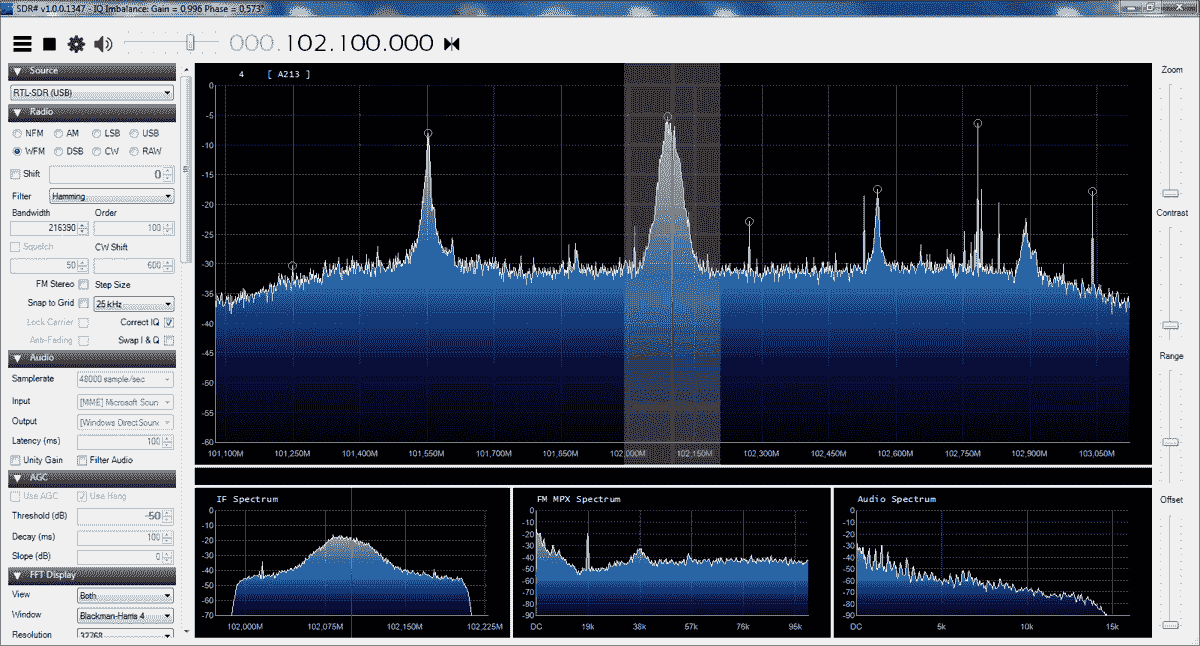 SDR# v1.0.0.1347 - IQ Imbalance: Gain = 0,996 Phase = 0,573°
000.102.100.000
Source
RTL-SDR (USB)
Radio
NFM AM LSB USB
WFM DSB CW RAW
Shift 0
Filter Hamming
Bandwidth Order
216390 100
Squelch CW Shift
50 600
FM Stereo Step Size
Snap to Grid 25 kHz
Lock Carrier Correct IQ
Anti-Fading Swap I & Q
Audio
Samplerate 48000 sample/sec
Input [MME] Microsoft Soun
Output [Windows DirectSoun
Latency (ms) 100
Unity Gain Filter Audio
AGC
Use AGC Use Hang
Threshold (dB) -50
Decay (ms) 100
Slope (dB) 0
FFT Display
View Both
Window Blackman-Harris 4
Resolution 32768
4 [ A213 ]
0
-5
-10
-15
-20
-25
-30
-35
-40
-45
-50
-55
-60
101,100M 101,250M 101,400M 101,550M 101,700M 101,850M 102,000M 102,150M 102,300M 102,450M 102,600M 102,750M 102,900M 103,050M
Zoom
Contrast
Range
Offset
IF Spectrum
0
-10
-20
-30
-40
-50
-60
-70
102,000M 102,075M 102,150M 102,225M
FM MPX Spectrum
0
-10
-20
-30
-40
-50
-60
-70
-80
-90
DC 19k 38k 57k 76k 95k
Audio Spectrum
0
-10
-20
-30
-40
-50
-60
-70
-80
-90
DC 5k 10k 15k